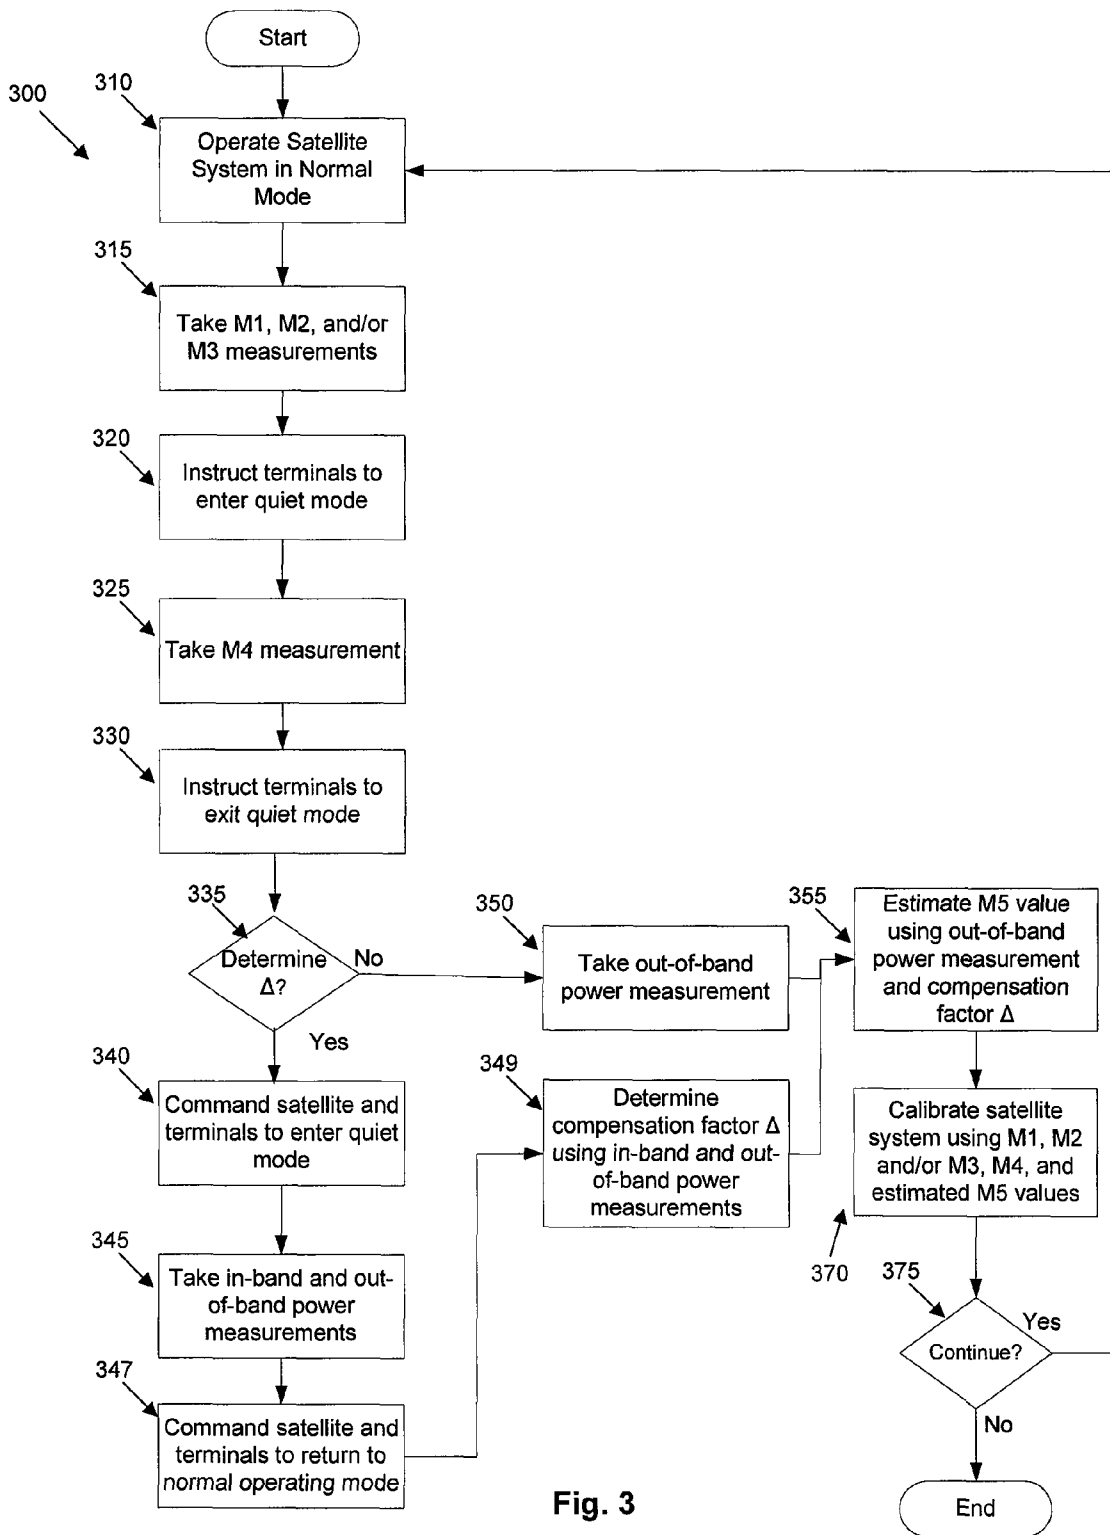 Start
300
310
Operate Satellite
System in Normal
Mode
315
Take M1, M2, and/or
M3 measurements
320
Instruct terminals to
enter quiet mode
325
Take M4 measurement
330
Instruct terminals to
exit quiet mode
335
Determine
Δ?
No
Yes
340
Command satellite and
terminals to enter quiet
mode
345
Take in-band and out-
of-band power
measurements
347
Command satellite and
terminals to return to
normal operating mode
350
Take out-of-band
power measurement
349
Determine
compensation factor Δ
using in-band and out-
of-band power
measurements
355
Estimate M5 value
using out-of-band
power measurement
and compensation
factor Δ
Calibrate satellite
system using M1, M2
and/or M3, M4, and
estimated M5 values
370
375
Continue?
Yes
No
End
Fig. 3